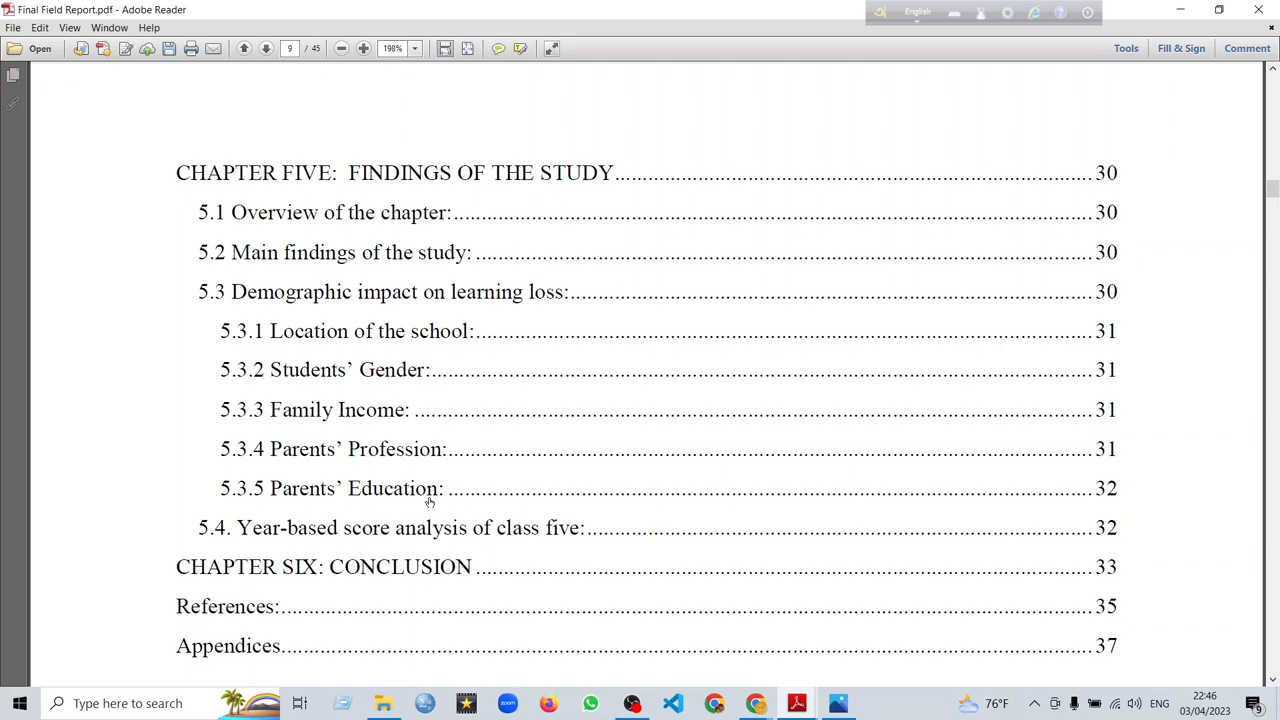 Final Field Report.pdf - Adobe Reader
English
File Edit View Window Help
Open 9 / 45 198% Tools Fill & Sign Comment
CHAPTER FIVE: FINDINGS OF THE STUDY 30
5.1 Overview of the chapter: 30
5.2 Main findings of the study: 30
5.3 Demographic impact on learning loss: 30
5.3.1 Location of the school: 31
5.3.2 Students’ Gender: 31
5.3.3 Family Income: 31
5.3.4 Parents’ Profession: 31
5.3.5 Parents’ Education: 32
5.4. Year-based score analysis of class five: 32
CHAPTER SIX: CONCLUSION 33
References: 35
Appendices 37
Type here to search zoom 76°F ENG 22:46
03/04/2023 9